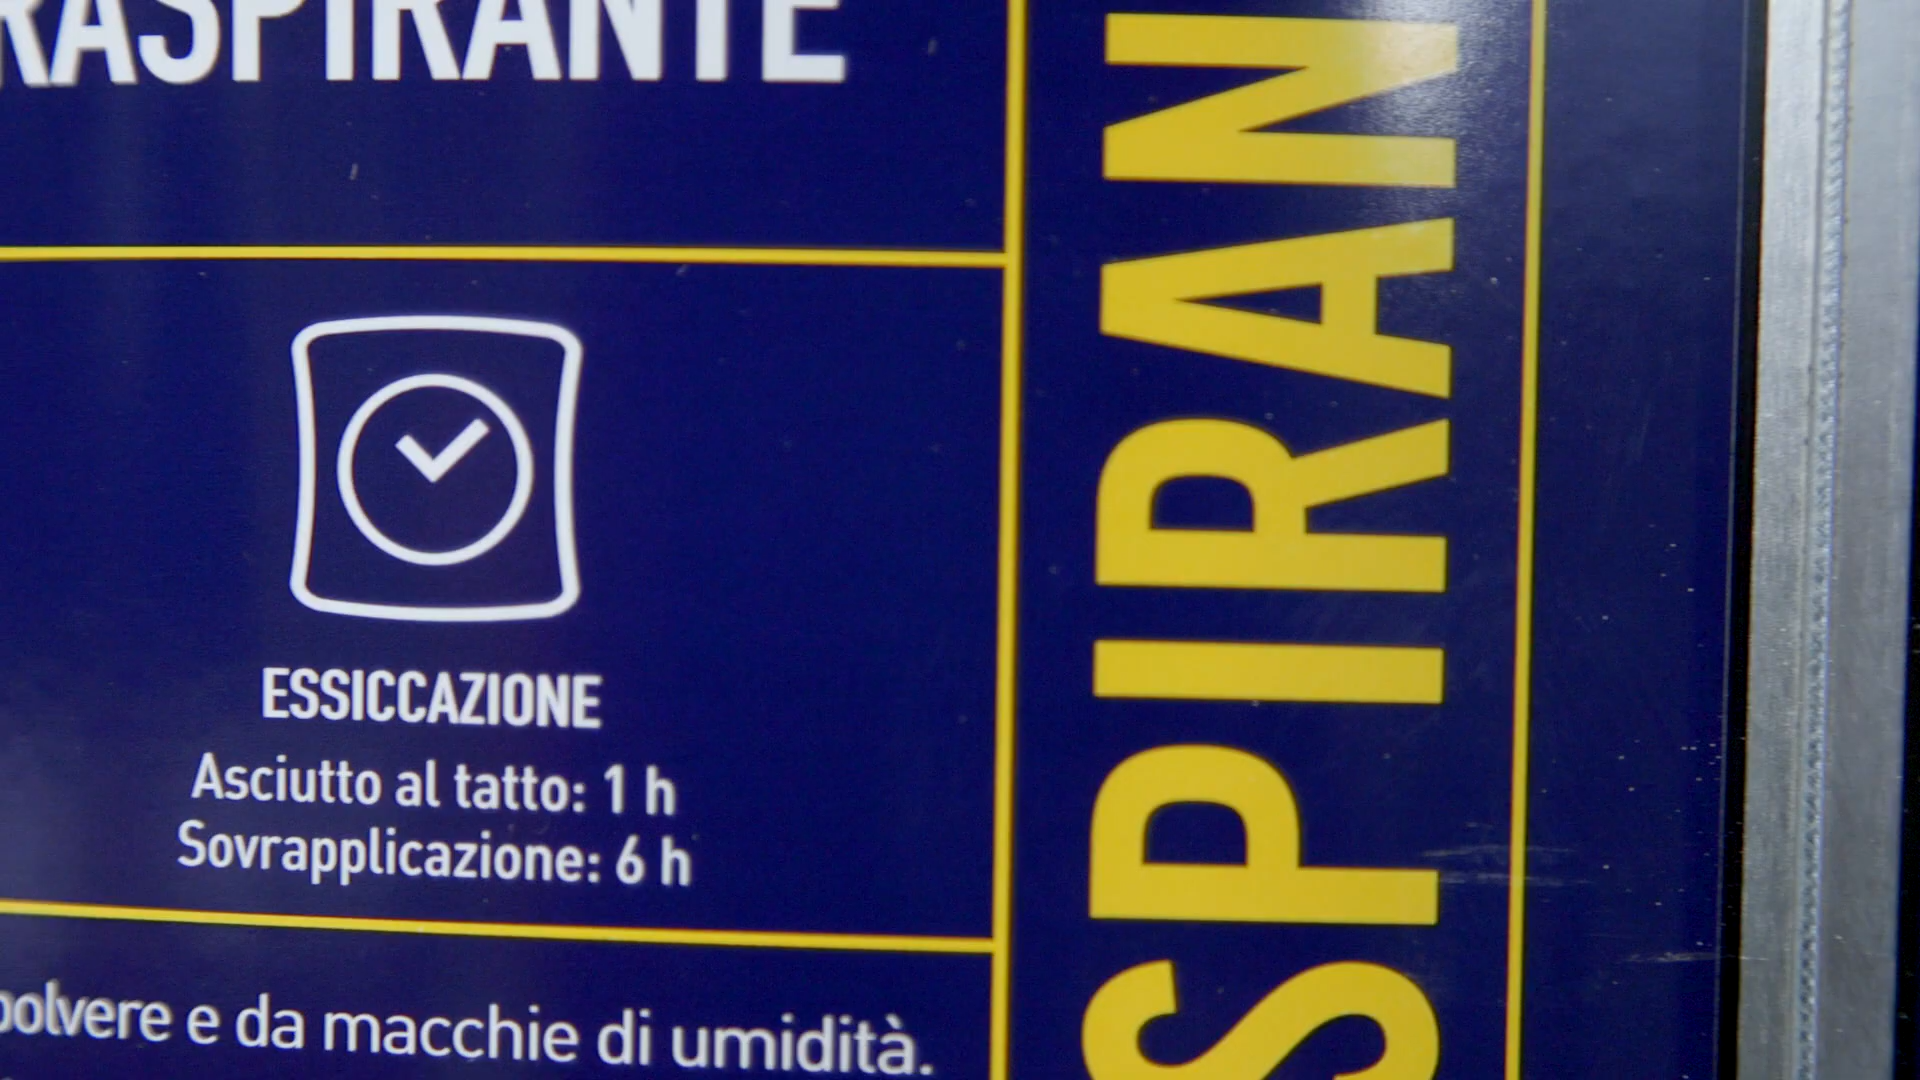 RASPIRANTE
ESSICCAZIONE
Asciutto al tatto: 1 h
Sovrapplicazione: 6 h
polvere e da macchie di umidità.
SPIRAN